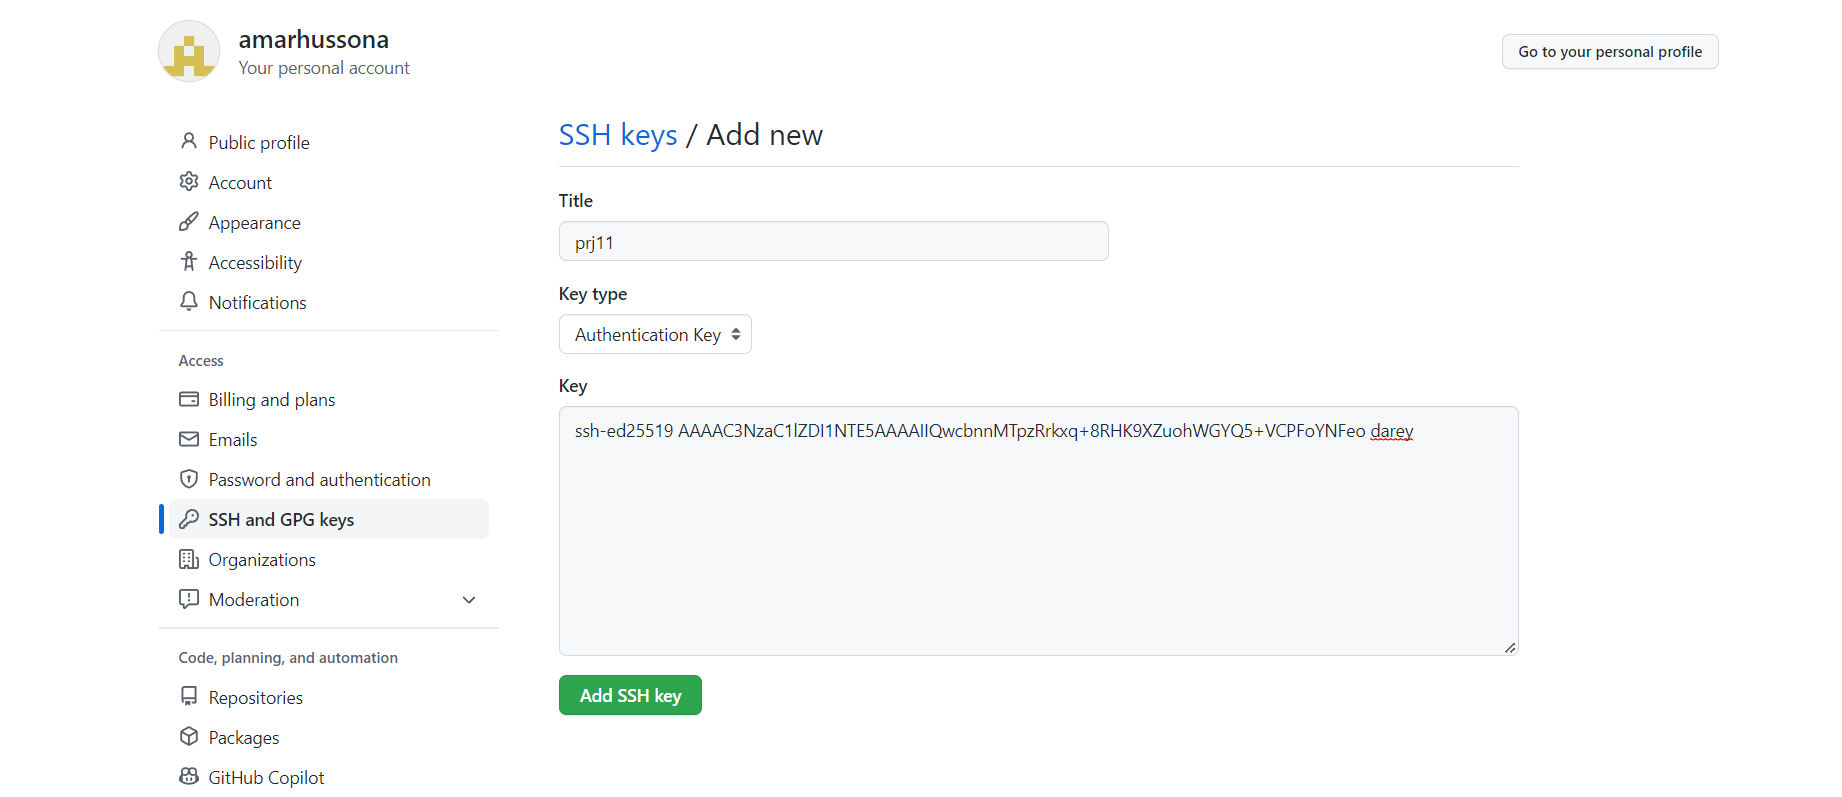 amarhussona
Your personal account
Go to your personal profile
Public profile
Account
Appearance
Accessibility
Notifications
Access
Billing and plans
Emails
Password and authentication
SSH and GPG keys
Organizations
Moderation
Code, planning, and automation
Repositories
Packages
GitHub Copilot
SSH keys / Add new
Title
prj11
Key type
Authentication Key
Key
ssh-ed25519 AAAAC3NzaC1lZDI1NTE5AAAAIIQwcbnnMTpzRrkxq+8RHK9XZuohWGYQ5+VCPFoYNFeo darey
Add SSH key